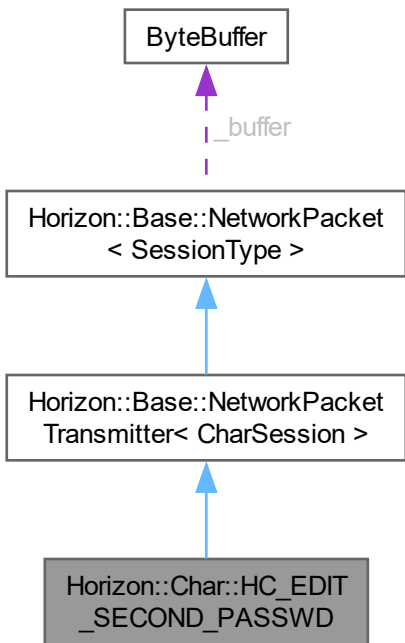 ByteBuffer
_buffer
Horizon::Base::NetworkPacket
< SessionType >
Horizon::Base::NetworkPacket
Transmitter< CharSession >
Horizon::Char::HC_EDIT
_SECOND_PASSWD